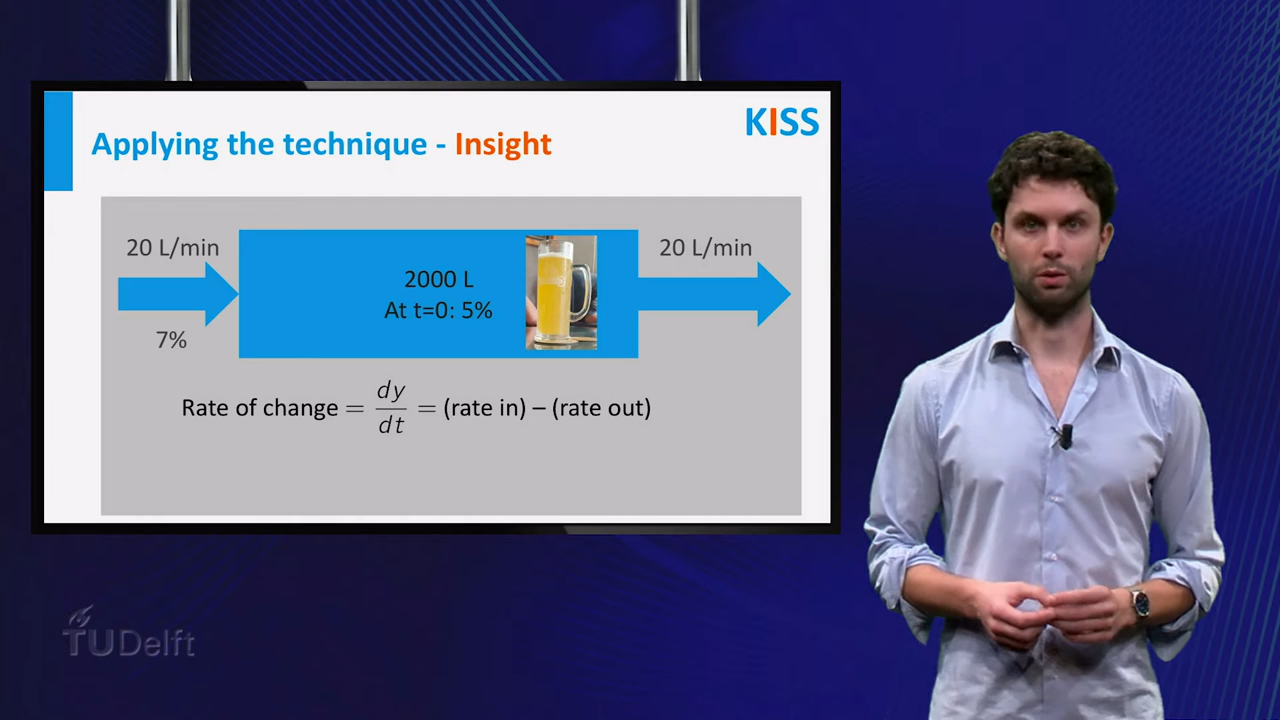 KISS
Applying the technique - Insight
20 L/min
20 L/min
2000 L
At t=0: 5%
7%
Rate of change = dy/dt = (rate in) – (rate out)
TUDelft